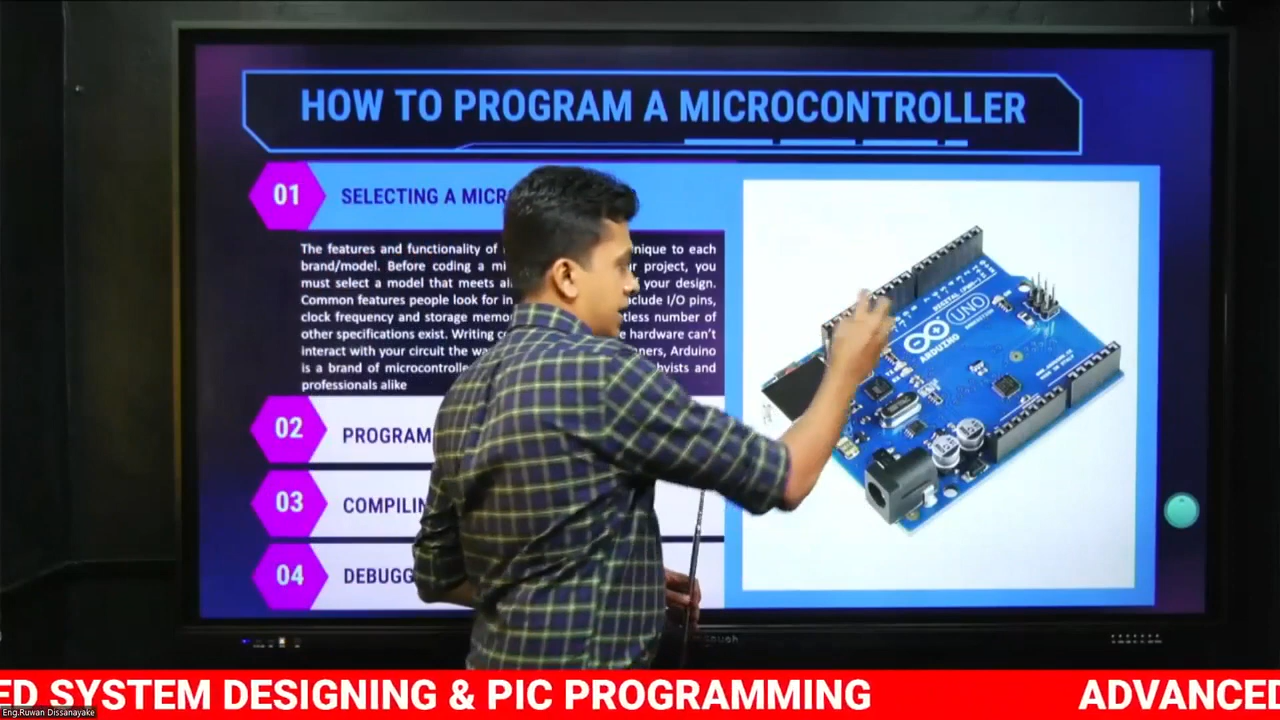 HOW TO PROGRAM A MICROCONTROLLER
01
SELECTING A MICR
The features and functionality of nique to each
brand/model. Before coding a mi r project, you
must select a model that meets al your design.
Common features people look for in clude I/O pins,
clock frequency and storage memo tless number of
other specifications exist. Writing c e hardware can't
interact with your circuit the wa ners, Arduino
is a brand of microcontrolle byists and
professionals alike
02
PROGRAM
03
COMPILIN
04
DEBUGG
DIGITAL (PWM~)
UNO
ARDUINO
ED SYSTEM DESIGNING & PIC PROGRAMMING ADVANCED
Eng.Ruwan Dissanayake